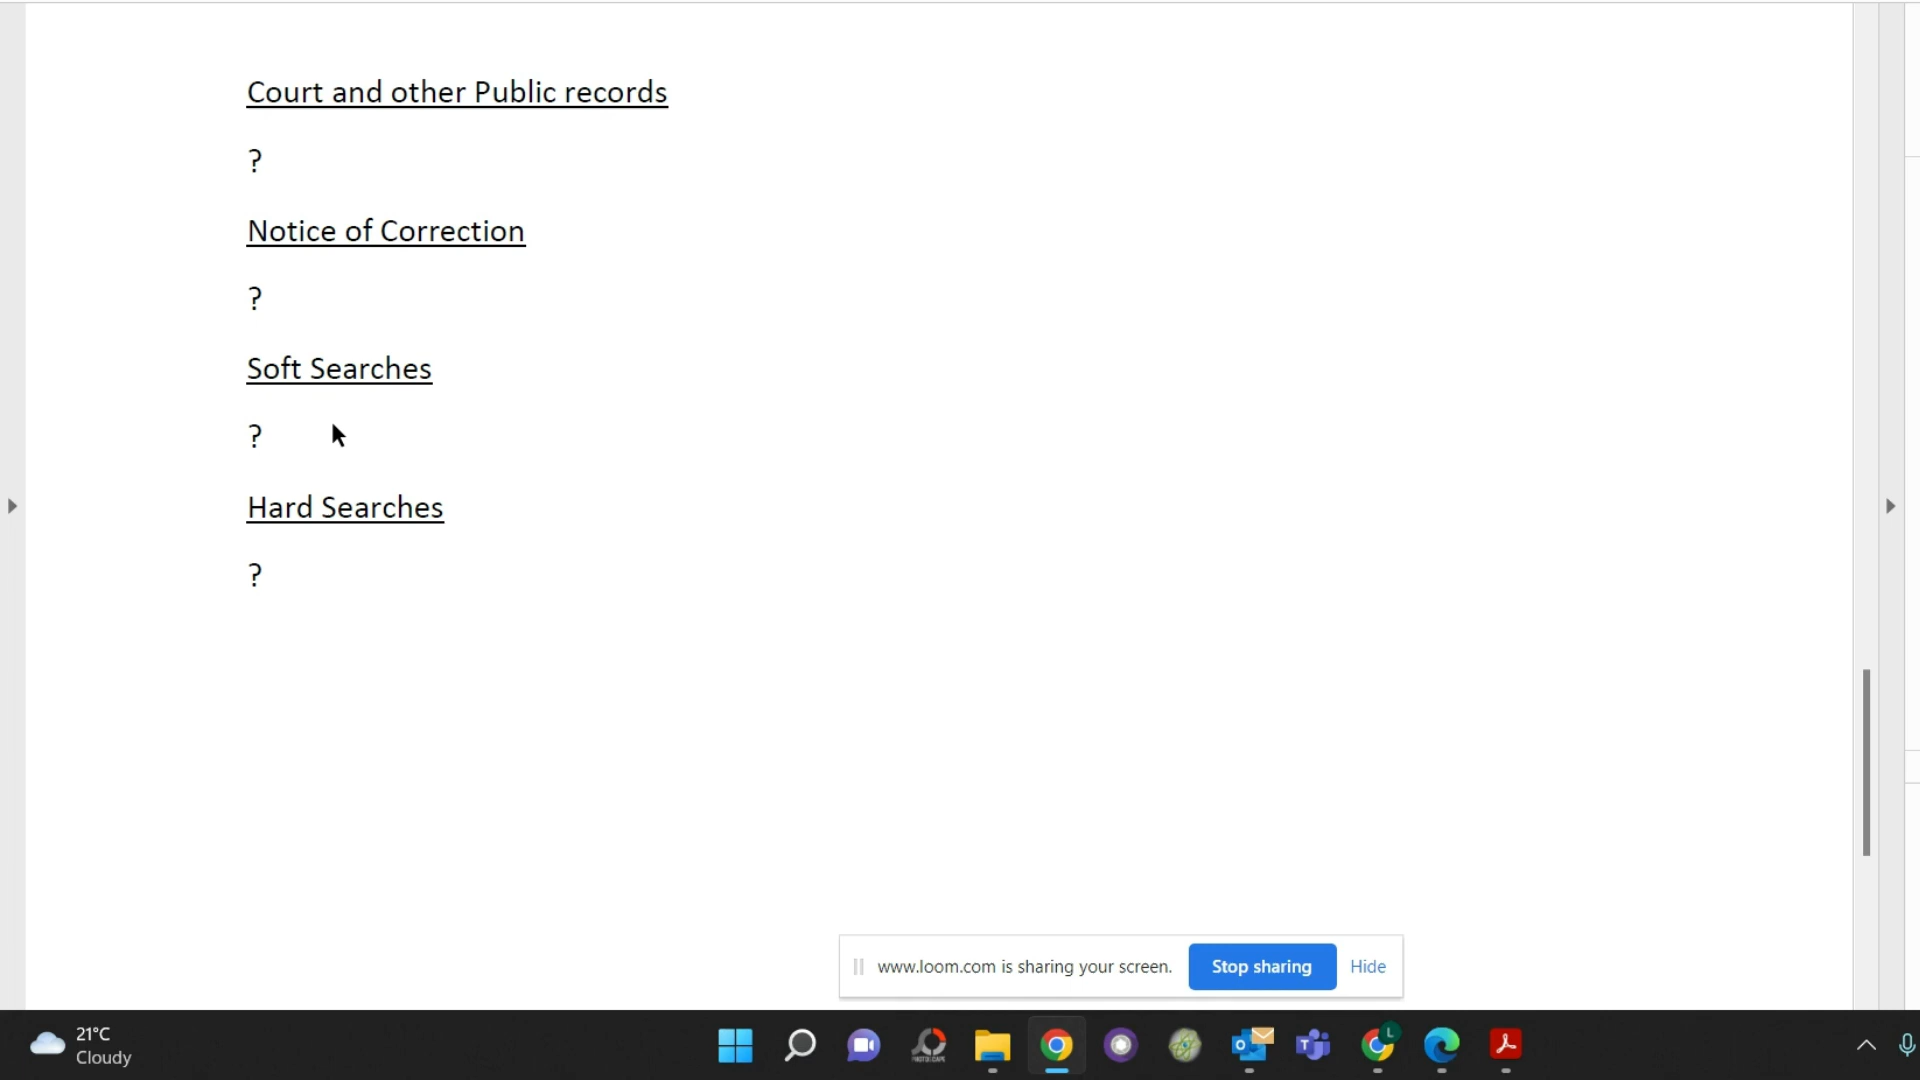 Court and other Public records
?
Notice of Correction
?
Soft Searches
?
Hard Searches
?
www.loom.com is sharing your screen.
Stop sharing
Hide
21°C
Cloudy
L